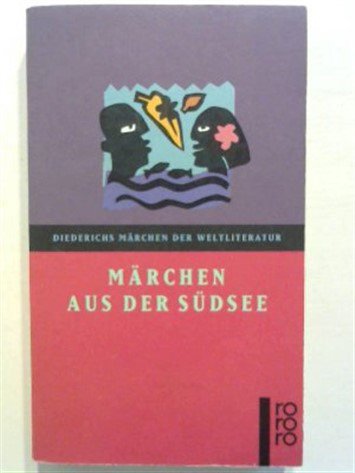 DIEDERICHS MÄRCHEN DER WELTLITERATUR
MÄRCHEN
AUS DER SÜDSEE
ro
ro
ro